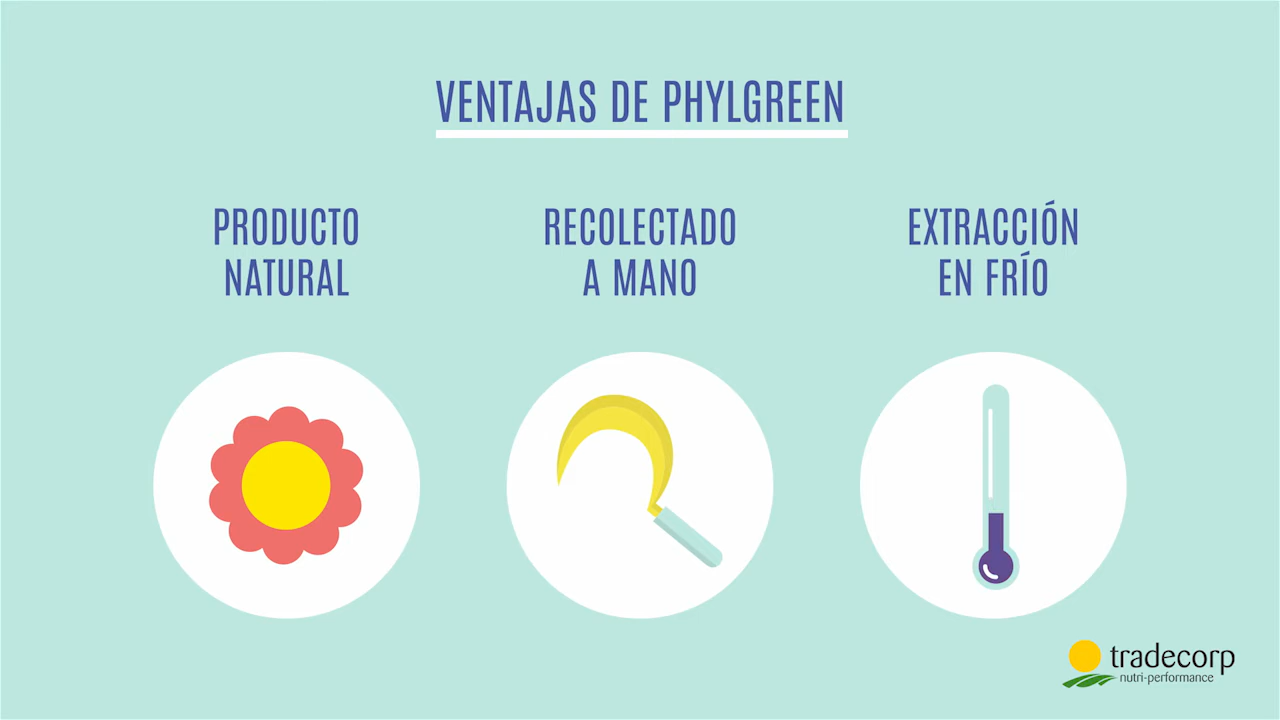 VENTAJAS DE PHYLGREEN
PRODUCTO
NATURAL
RECOLECTADO
A MANO
EXTRACCIÓN
EN FRÍO
tradecorp
nutri-performance